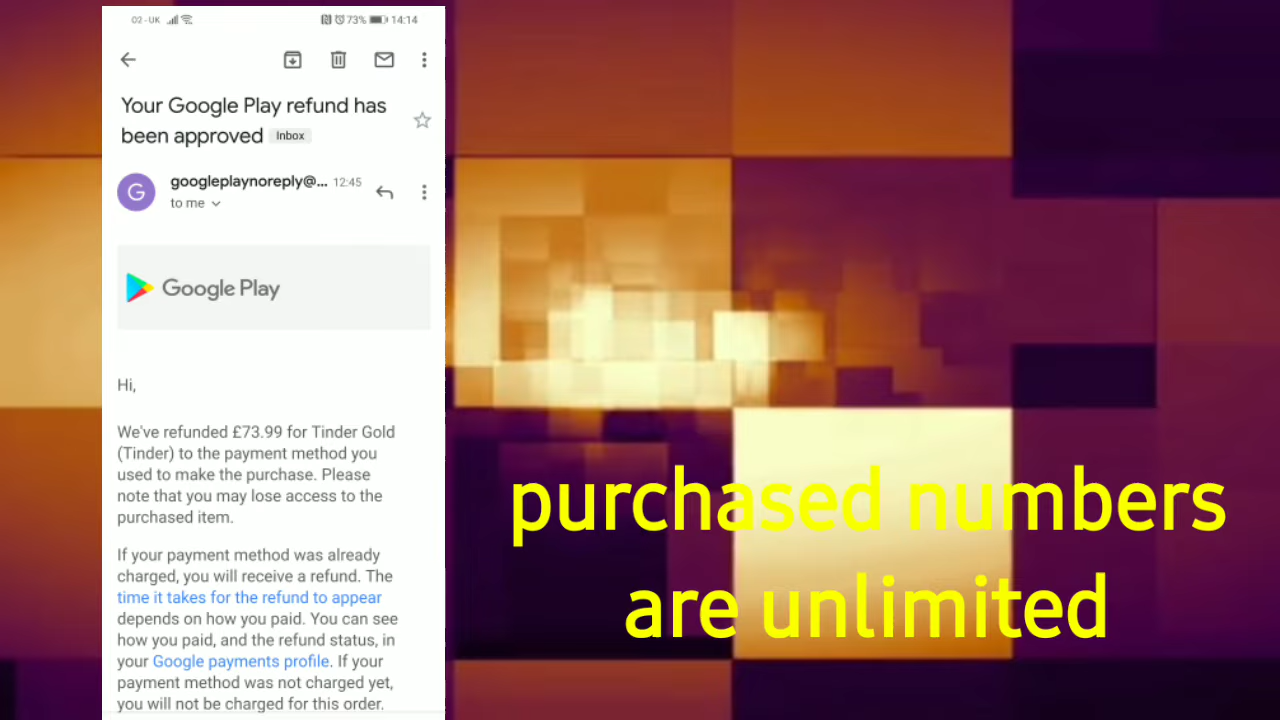 O2 - UK 73% 14:14
Your Google Play refund has
been approved Inbox
googleplaynoreply@... 12:45
to me
G
Google Play
Hi,
We've refunded £73.99 for Tinder Gold
(Tinder) to the payment method you
used to make the purchase. Please
note that you may lose access to the
purchased item.
If your payment method was already
charged, you will receive a refund. The
time it takes for the refund to appear
depends on how you paid. You can see
how you paid, and the refund status, in
your Google payments profile. If your
payment method was not charged yet,
you will not be charged for this order.
purchased numbers
are unlimited